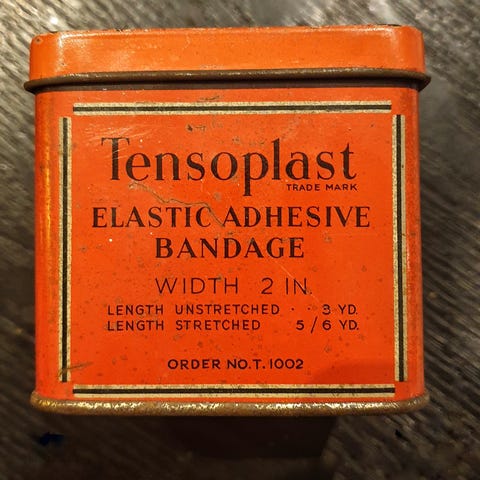 Tensoplast
TRADE MARK
ELASTIC ADHESIVE
BANDAGE
WIDTH 2 IN.
LENGTH UNSTRETCHED · · 3 YD.
LENGTH STRETCHED 5/6 YD.
ORDER NO.T.1002